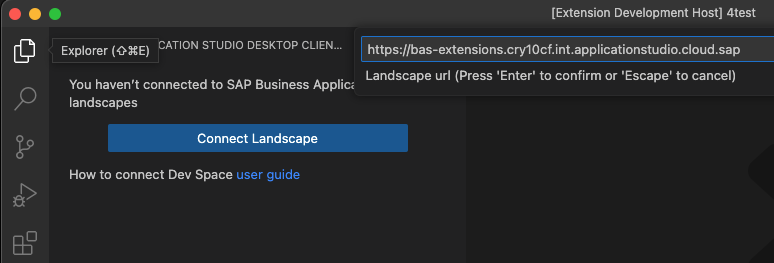 [Extension Development Host] 4test
Explorer (⇧⌘E)
ICATION STUDIO DESKTOP CLIEN...
https://bas-extensions.cry10cf.int.applicationstudio.cloud.sap
Landscape url (Press 'Enter' to confirm or 'Escape' to cancel)
You haven't connected to SAP Business Applic
landscapes
Connect Landscape
How to connect Dev Space user guide